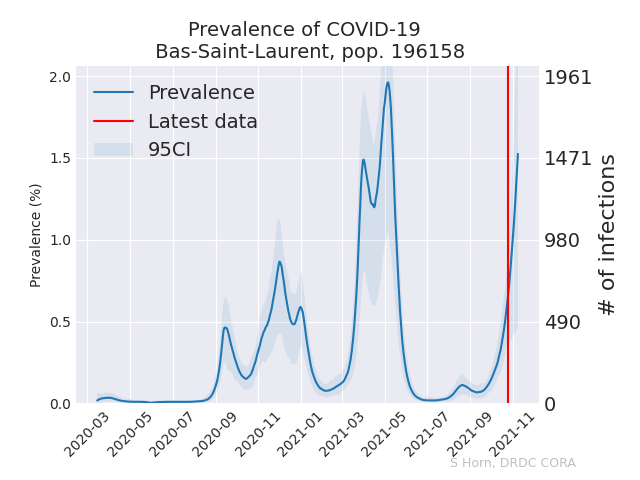 Prevalence of COVID-19
Bas-Saint-Laurent, pop. 196158
Prevalence
Latest data
95CI
Prevalence (%)
2.0
1.5
1.0
0.5
0.0
1961
1471
980
490
0
# of infections
2020-03
2020-05
2020-07
2020-09
2020-11
2021-01
2021-03
2021-05
2021-07
2021-09
2021-11
S Horn, DRDC CORA